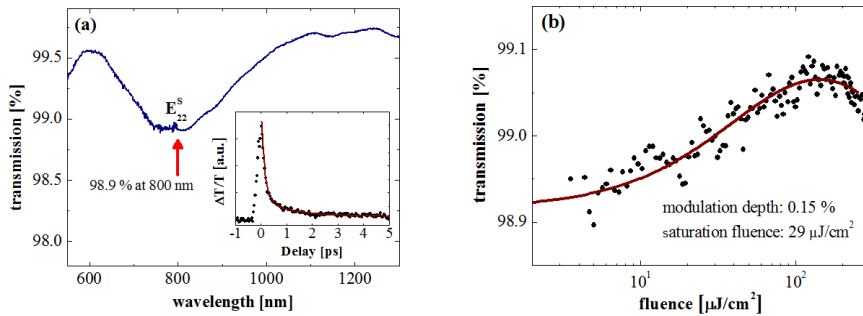 (a)
transmission [%]
99.5
99.0
98.5
98.0
E^S_22
98.9 % at 800 nm
ΔT/T [a.u.]
-1 0 1 2 3 4 5
Delay [ps]
600 800 1000 1200
wavelength [nm]
(b)
transmission [%]
99.1
99.0
98.9
modulation depth: 0.15 %
saturation fluence: 29 µJ/cm²
10¹ 10²
fluence [µJ/cm²]